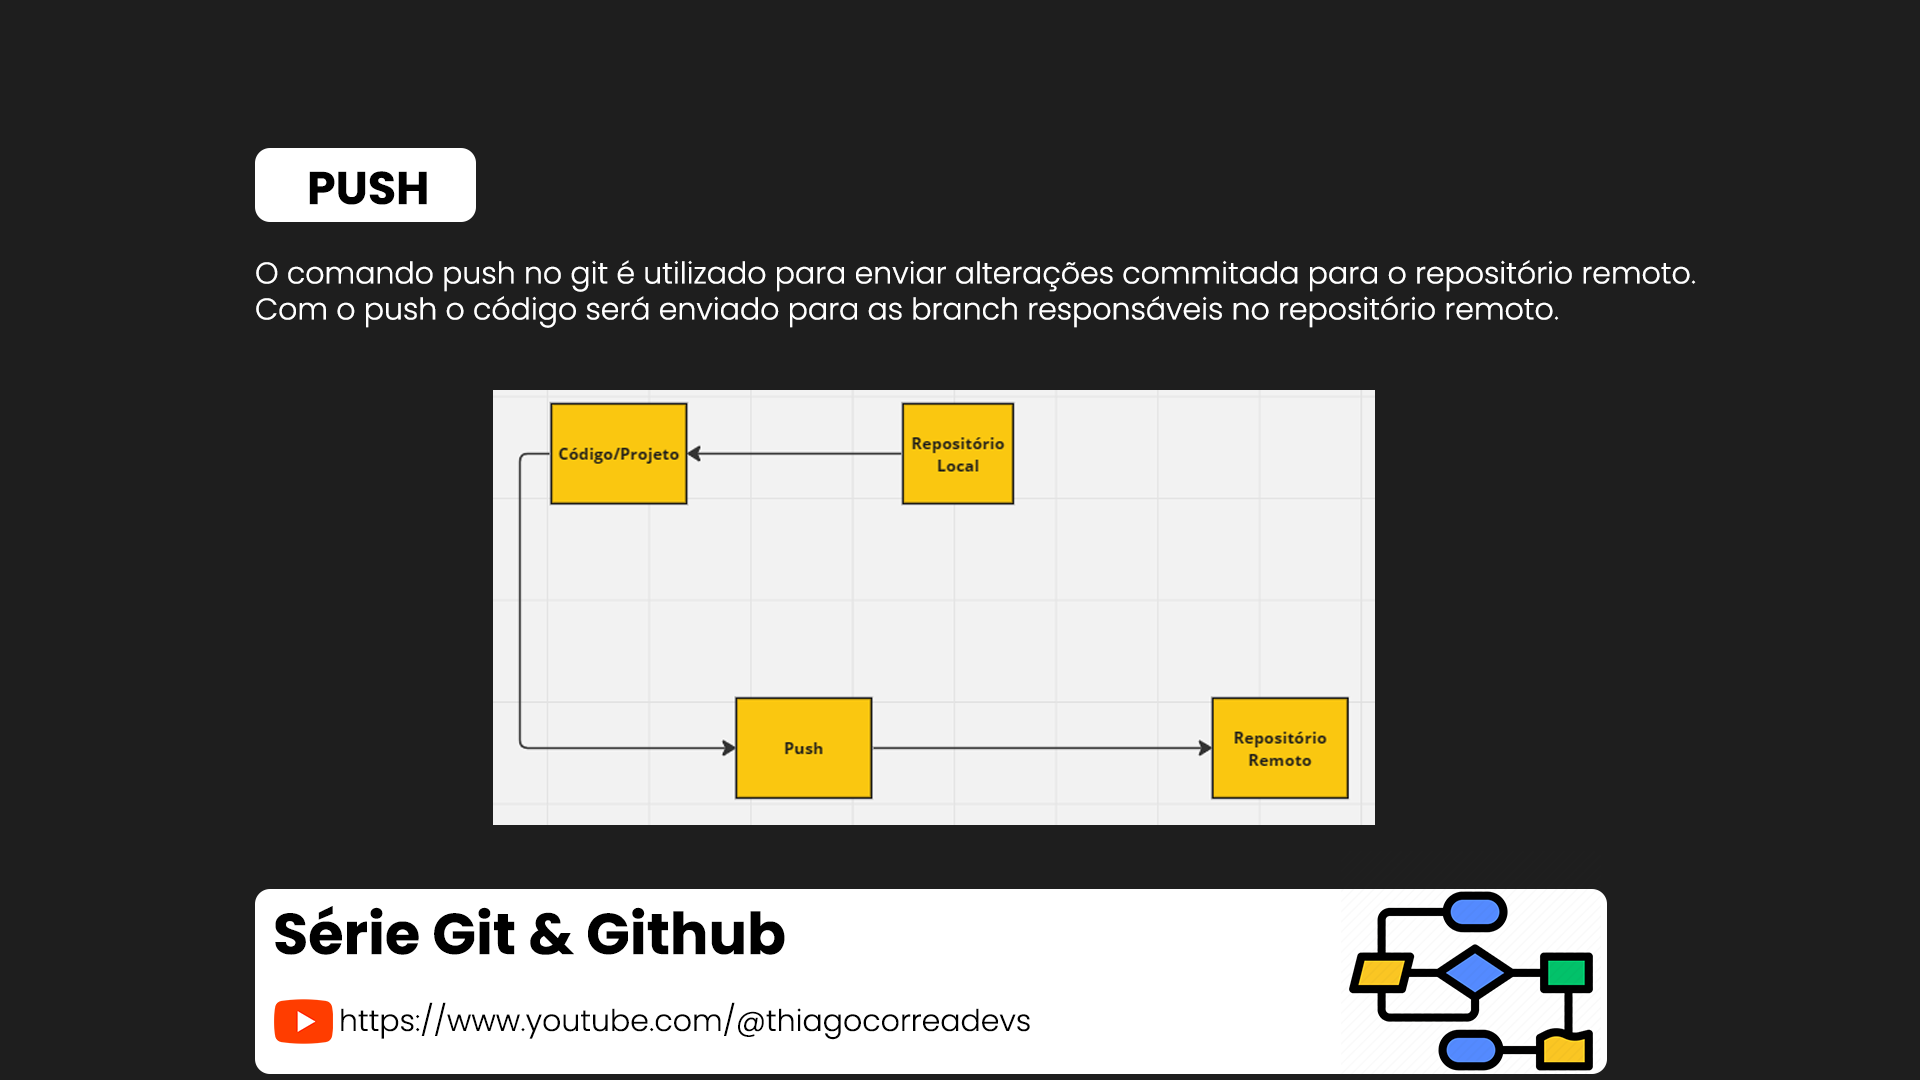 PUSH
O comando push no git é utilizado para enviar alterações commitada para o repositório remoto.
Com o push o código será enviado para as branch responsáveis no repositório remoto.
Código/Projeto
Repositório
Local
Push
Repositório
Remoto
Série Git & Github
https://www.youtube.com/@thiagocorreadevs